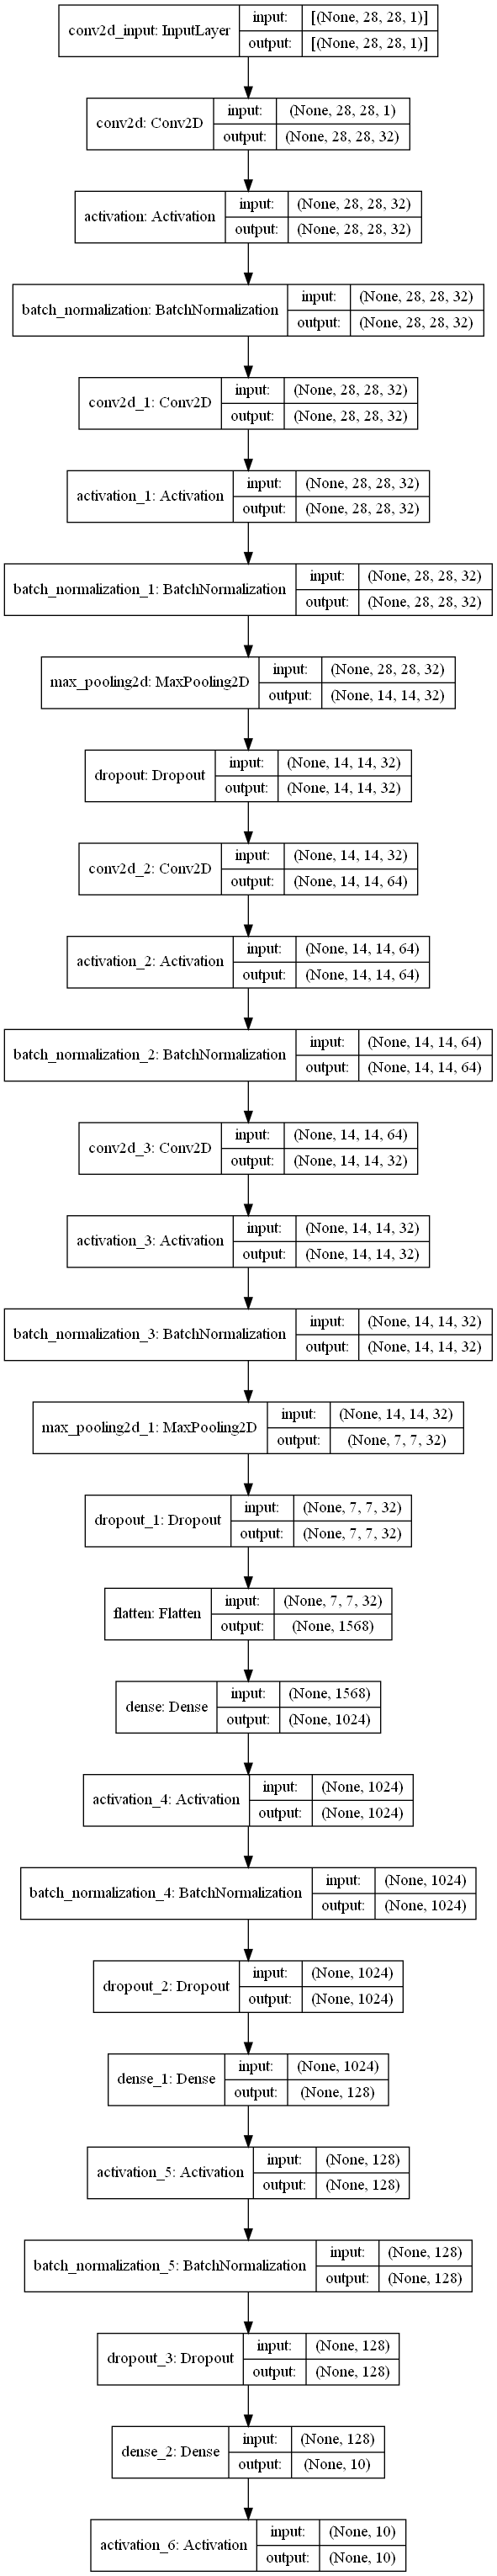 conv2d_input: InputLayer input: [(None, 28, 28, 1)]
output: [(None, 28, 28, 1)]
conv2d: Conv2D input: (None, 28, 28, 1)
output: (None, 28, 28, 32)
activation: Activation input: (None, 28, 28, 32)
output: (None, 28, 28, 32)
batch_normalization: BatchNormalization input: (None, 28, 28, 32)
output: (None, 28, 28, 32)
conv2d_1: Conv2D input: (None, 28, 28, 32)
output: (None, 28, 28, 32)
activation_1: Activation input: (None, 28, 28, 32)
output: (None, 28, 28, 32)
batch_normalization_1: BatchNormalization input: (None, 28, 28, 32)
output: (None, 28, 28, 32)
max_pooling2d: MaxPooling2D input: (None, 28, 28, 32)
output: (None, 14, 14, 32)
dropout: Dropout input: (None, 14, 14, 32)
output: (None, 14, 14, 32)
conv2d_2: Conv2D input: (None, 14, 14, 32)
output: (None, 14, 14, 64)
activation_2: Activation input: (None, 14, 14, 64)
output: (None, 14, 14, 64)
batch_normalization_2: BatchNormalization input: (None, 14, 14, 64)
output: (None, 14, 14, 64)
conv2d_3: Conv2D input: (None, 14, 14, 64)
output: (None, 14, 14, 32)
activation_3: Activation input: (None, 14, 14, 32)
output: (None, 14, 14, 32)
batch_normalization_3: BatchNormalization input: (None, 14, 14, 32)
output: (None, 14, 14, 32)
max_pooling2d_1: MaxPooling2D input: (None, 14, 14, 32)
output: (None, 7, 7, 32)
dropout_1: Dropout input: (None, 7, 7, 32)
output: (None, 7, 7, 32)
flatten: Flatten input: (None, 7, 7, 32)
output: (None, 1568)
dense: Dense input: (None, 1568)
output: (None, 1024)
activation_4: Activation input: (None, 1024)
output: (None, 1024)
batch_normalization_4: BatchNormalization input: (None, 1024)
output: (None, 1024)
dropout_2: Dropout input: (None, 1024)
output: (None, 1024)
dense_1: Dense input: (None, 1024)
output: (None, 128)
activation_5: Activation input: (None, 128)
output: (None, 128)
batch_normalization_5: BatchNormalization input: (None, 128)
output: (None, 128)
dropout_3: Dropout input: (None, 128)
output: (None, 128)
dense_2: Dense input: (None, 128)
output: (None, 10)
activation_6: Activation input: (None, 10)
output: (None, 10)